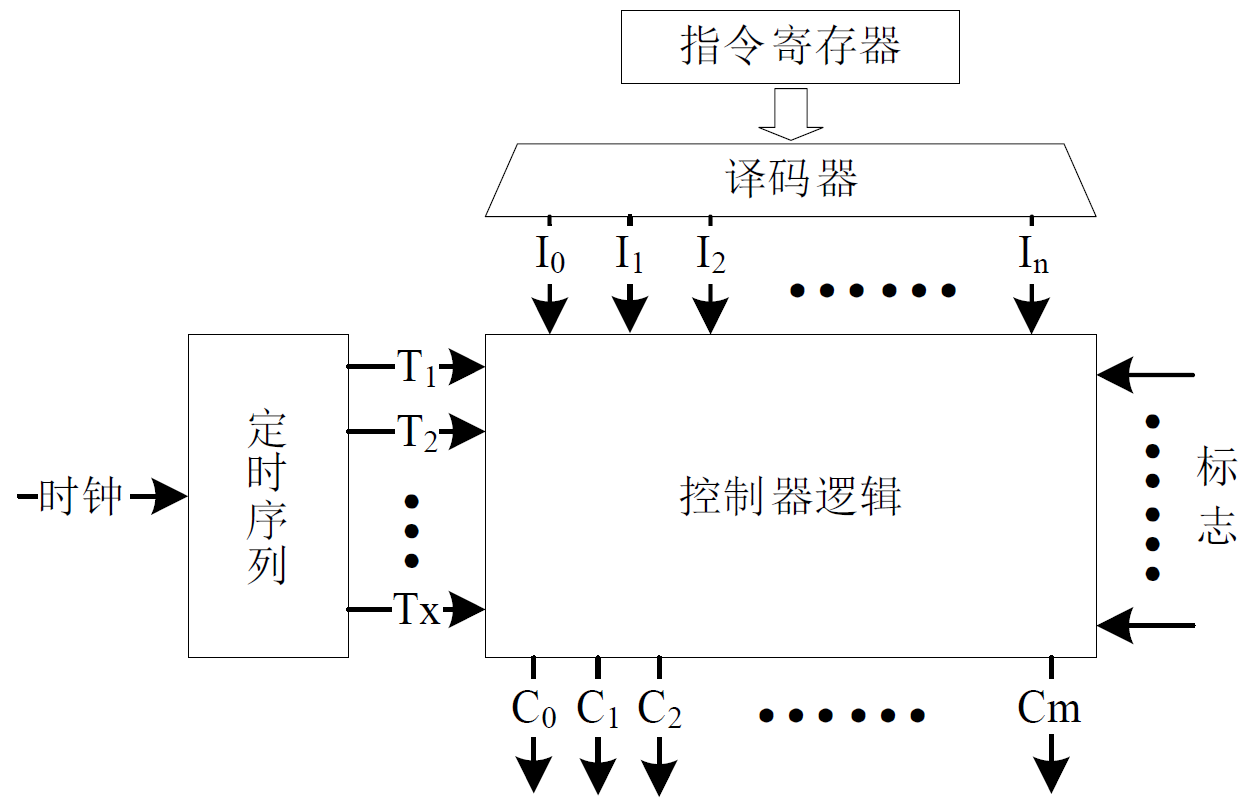 指令寄存器
译码器
I0 I1 I2 In
T1
T2
Tx
时钟
定时序列
控制器逻辑
标志
C0 C1 C2 Cm